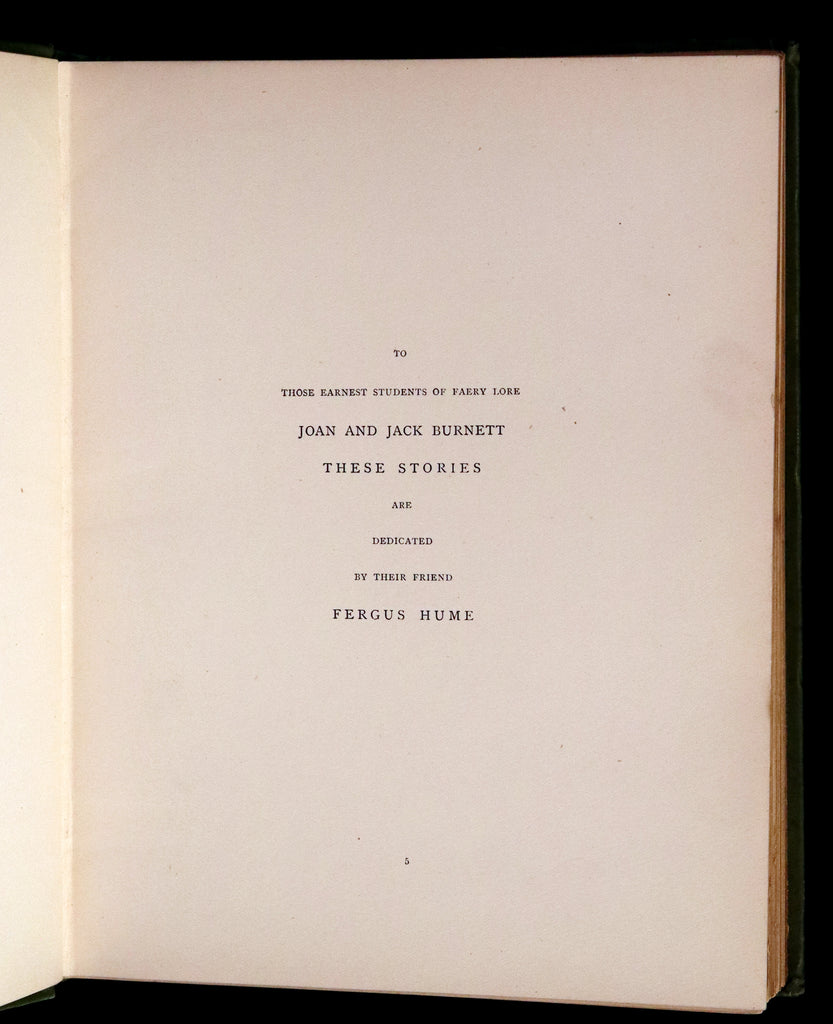 TO
THOSE EARNEST STUDENTS OF FAERY LORE
JOAN AND JACK BURNETT
THESE STORIES
ARE
DEDICATED
BY THEIR FRIEND
FERGUS HUME
5